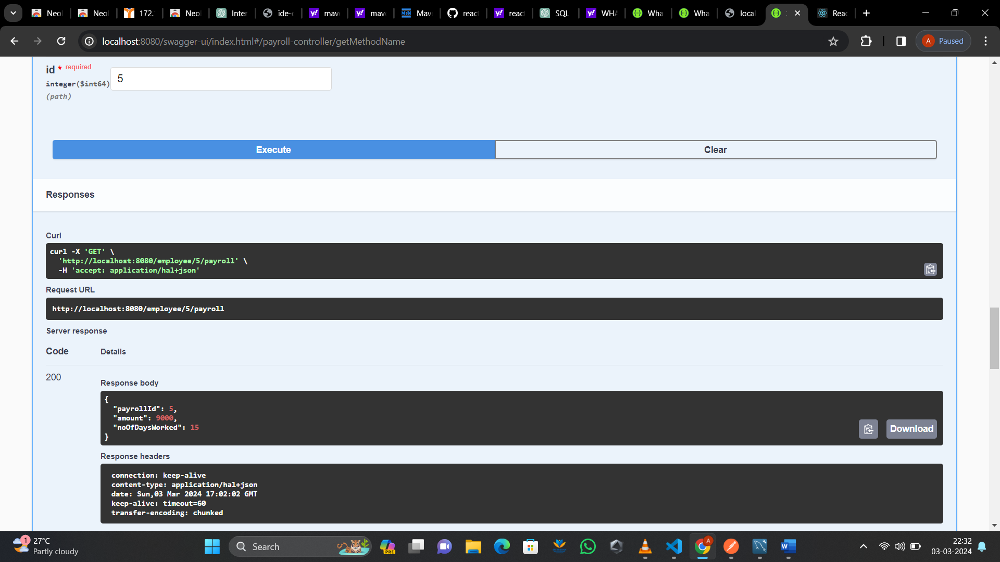 Neo
Neo
172.
Neo
Inter
ide-
mav
mav
Mav
reac
react
SQL
WHA
Wha
Wha
local
Reac
localhost:8080/swagger-ui/index.html#/payroll-controller/getMethodName
A Paused
id * required
integer($int64)
(path)
5
Execute
Clear
Responses
Curl
curl -X 'GET' \
'http://localhost:8080/employee/5/payroll' \
-H 'accept: application/hal+json'
Request URL
http://localhost:8080/employee/5/payroll
Server response
Code Details
200
Response body
{
"payrollId": 5,
"amount": 9000,
"noOfDaysWorked": 15
}
Download
Response headers
connection: keep-alive
content-type: application/hal+json
date: Sun,03 Mar 2024 17:02:02 GMT
keep-alive: timeout=60
transfer-encoding: chunked
1
27°C
Partly cloudy
Search
PRE
A
22:32
03-03-2024